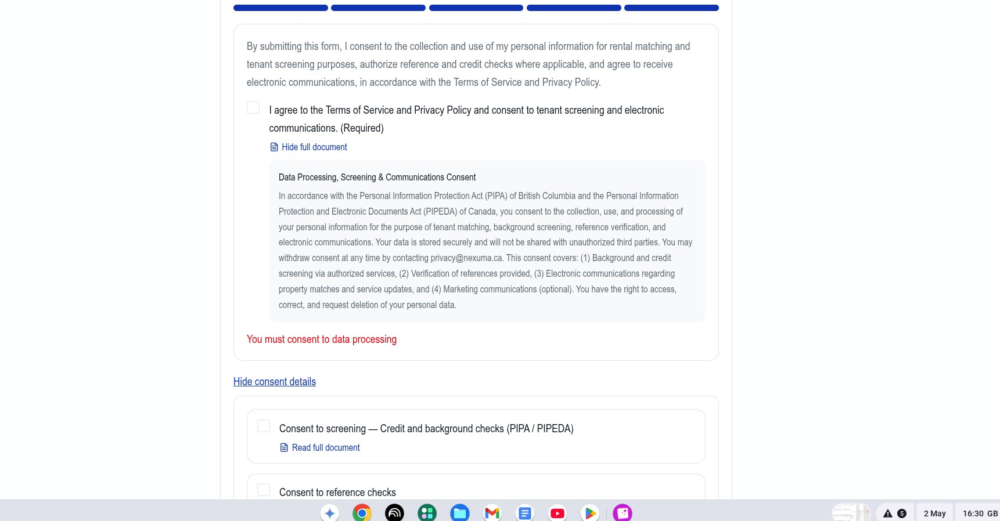 By submitting this form, I consent to the collection and use of my personal information for rental matching and
tenant screening purposes, authorize reference and credit checks where applicable, and agree to receive
electronic communications, in accordance with the Terms of Service and Privacy Policy.
I agree to the Terms of Service and Privacy Policy and consent to tenant screening and electronic
communications. (Required)
Hide full document
Data Processing, Screening & Communications Consent
In accordance with the Personal Information Protection Act (PIPA) of British Columbia and the Personal Information
Protection and Electronic Documents Act (PIPEDA) of Canada, you consent to the collection, use, and processing of
your personal information for the purpose of tenant matching, background screening, reference verification, and
electronic communications. Your data is stored securely and will not be shared with unauthorized third parties. You may
withdraw consent at any time by contacting privacy@nexuma.ca. This consent covers: (1) Background and credit
screening via authorized services, (2) Verification of references provided, (3) Electronic communications regarding
property matches and service updates, and (4) Marketing communications (optional). You have the right to access,
correct, and request deletion of your personal data.
You must consent to data processing
Hide consent details
Consent to screening — Credit and background checks (PIPA / PIPEDA)
Read full document
Consent to reference checks
5
2 May
16:30 GB